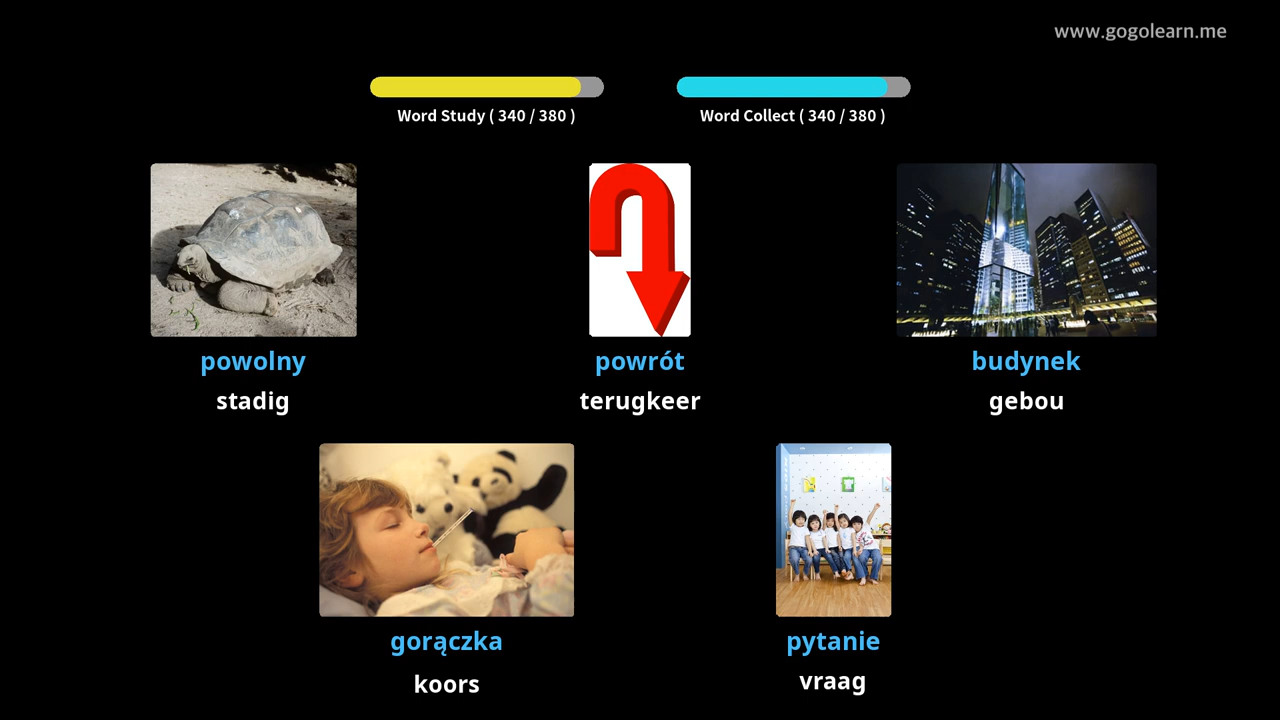 www.gogolearn.me
Word Study ( 340 / 380 )
Word Collect ( 340 / 380 )
powolny
stadig
powrót
terugkeer
budynek
gebou
gorączka
koors
pytanie
vraag